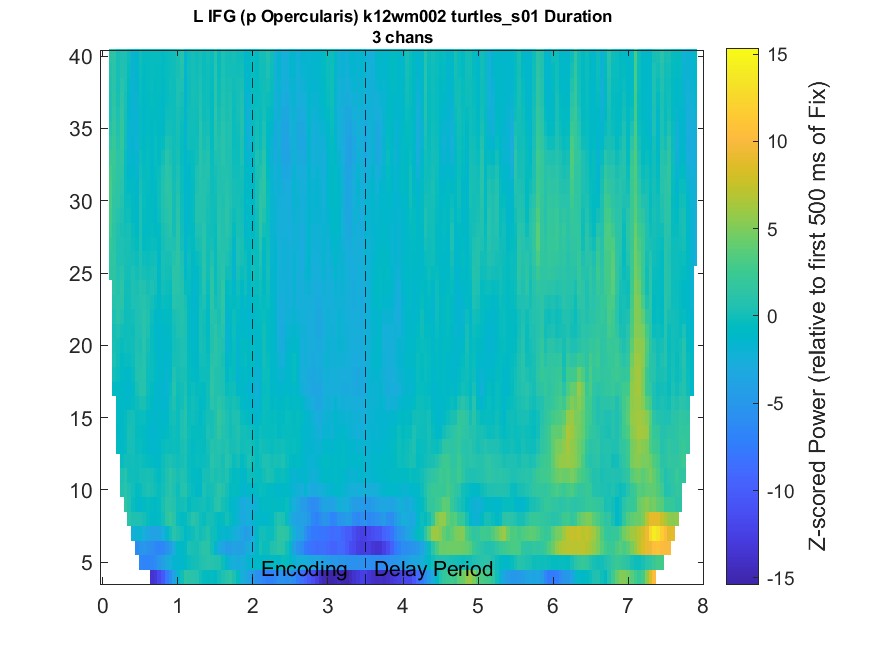 L IFG (p Opercularis) k12wm002 turtles_s01 Duration
3 chans
40
35
30
25
20
15
10
5
Encoding
Delay Period
0 1 2 3 4 5 6 7 8
15
10
5
0
-5
-10
-15
Z-scored Power (relative to first 500 ms of Fix)